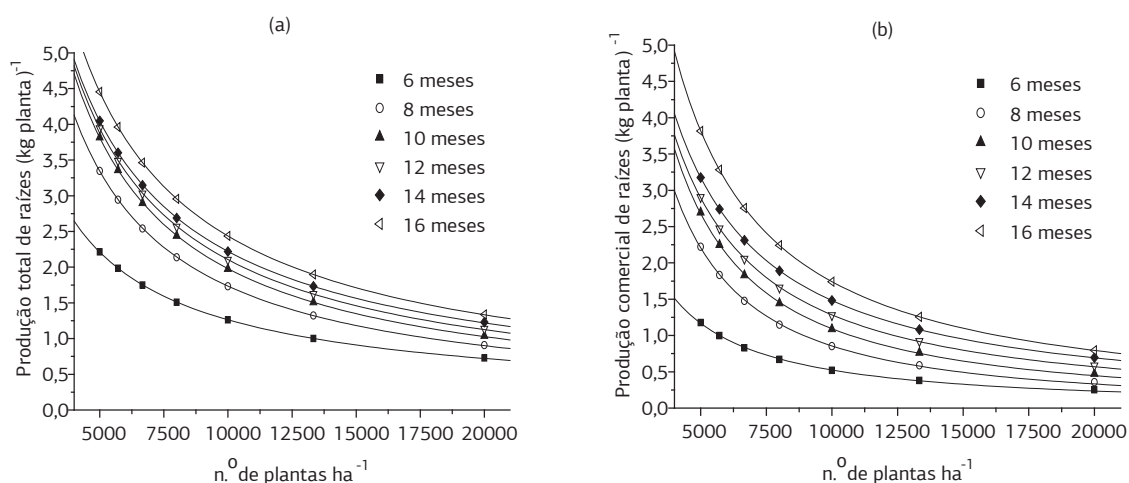 (a)
Produção total de raízes (kg planta)⁻¹
5,0
4,5
4,0
3,5
3,0
2,5
2,0
1,5
1,0
0,5
0,0
6 meses
8 meses
10 meses
12 meses
14 meses
16 meses
5000 7500 10000 12500 15000 17500 20000
n.º de plantas ha⁻¹
(b)
Produção comercial de raízes (kg planta)⁻¹
5,0
4,5
4,0
3,5
3,0
2,5
2,0
1,5
1,0
0,5
0,0
6 meses
8 meses
10 meses
12 meses
14 meses
16 meses
5000 7500 10000 12500 15000 17500 20000
n.º de plantas ha⁻¹